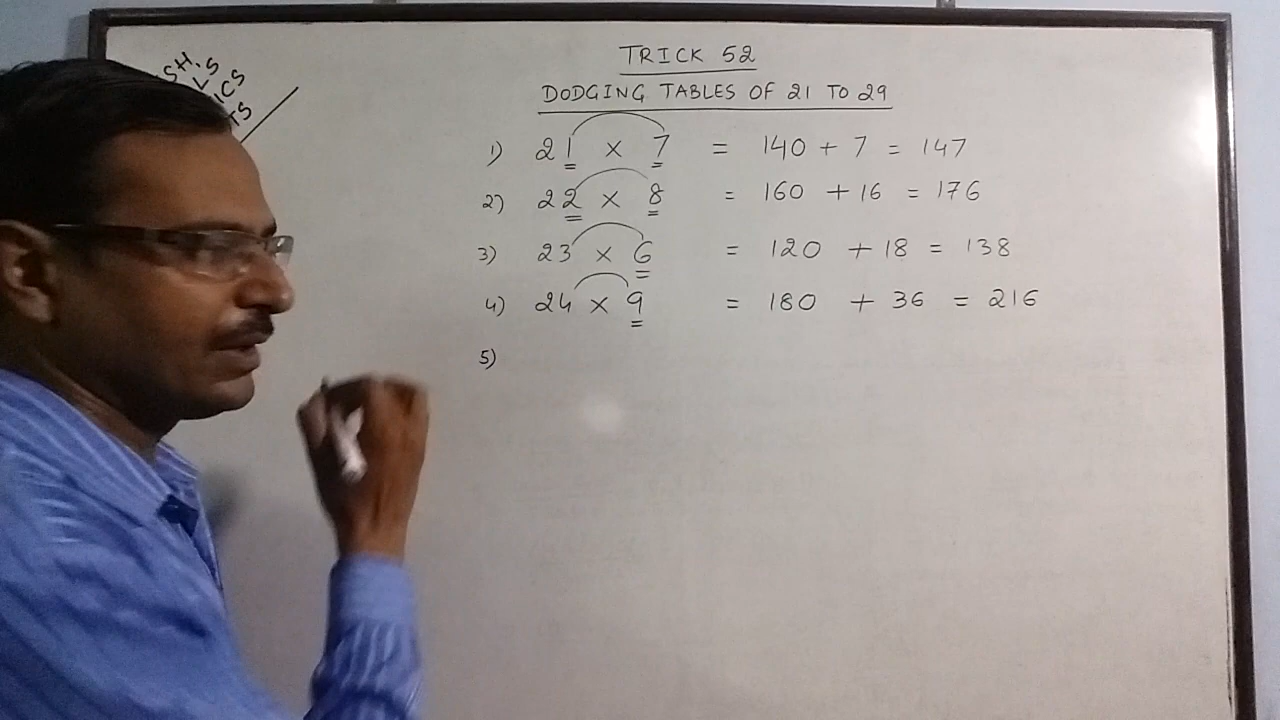 TRICK 52
DODGING TABLES OF 21 TO 29
1) 21 × 7 = 140 + 7 = 147
2) 22 × 8 = 160 + 16 = 176
3) 23 × 6 = 120 + 18 = 138
4) 24 × 9 = 180 + 36 = 216
5)